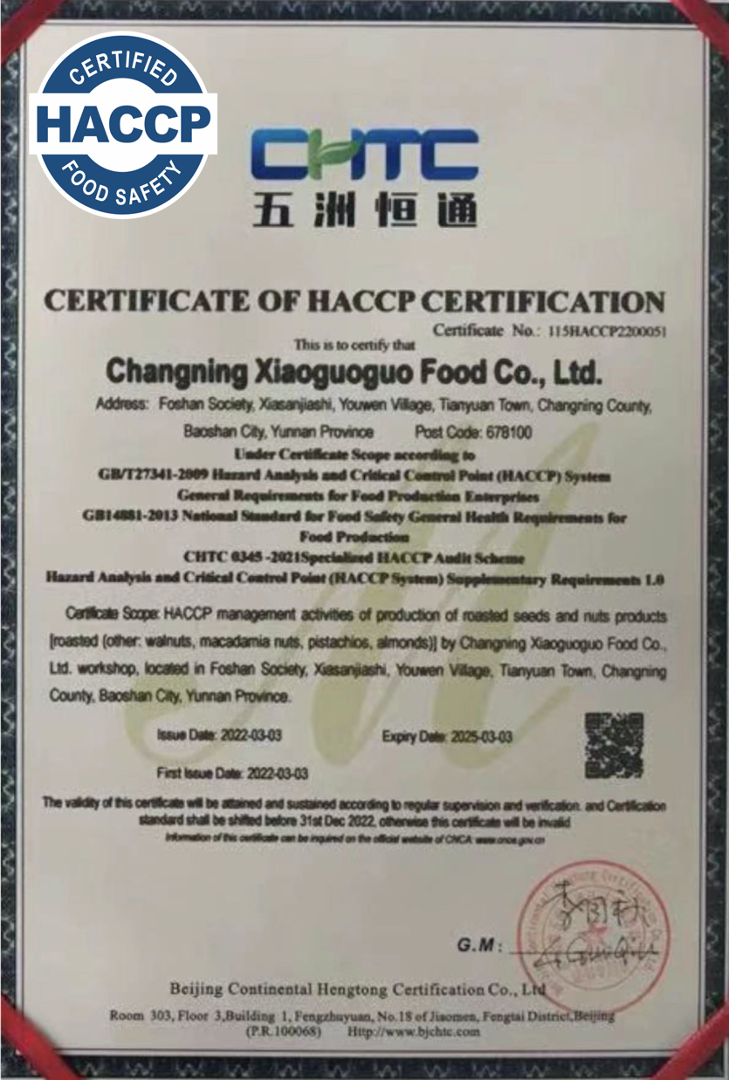 CERTIFIED
HACCP
FOOD SAFETY
CHTC
五洲恒通
CERTIFICATE OF HACCP CERTIFICATION
Certificate No.: 115HACCP2200051
This is to certify that
Changning Xiaoguoguo Food Co., Ltd.
Address: Foshan Society, Xiasanjiashi, Youwen Village, Tianyuan Town, Changning County,
Baoshan City, Yunnan Province Post Code: 678100
Under Certificate Scope according to
GB/T27341-2009 Hazard Analysis and Critical Control Point (HACCP) System
General Requirements for Food Production Enterprises
GB14881-2013 National Standard for Food Safety General Health Requirements for
Food Production
CHTC 0345 -2021Specialized HACCP Audit Scheme
Hazard Analysis and Critical Control Point (HACCP System) Supplementary Requirements 1.0
Certificate Scope: HACCP management activities of production of roasted seeds and nuts products
[roasted (other: walnuts, macadamia nuts, pistachios, almonds)] by Changning Xiaoguoguo Food Co.,
Ltd. workshop, located in Foshan Society, Xiasanjiashi, Youwen Village, Tianyuan Town, Changning
County, Baoshan City, Yunnan Province.
Issue Date: 2022-03-03 Expiry Date: 2025-03-03
First Issue Date: 2022-03-03
The validity of this certificate will be attained and sustained according to regular supervision and verification. and Certification
standard shall be shifted before 31st Dec 2022, otherwise this certificate will be invalid
Information of this certificate can be inquired on the official website of CNCA: www.cnca.gov.cn
G.M:
Beijing Continental Hengtong Certification Co., Ltd
Room 303, Floor 3,Building 1, Fengzhuyuan, No.18 of Jiaomen, Fengtai District,Beijing
(P.R.100068) Http://www.bjchtc.com